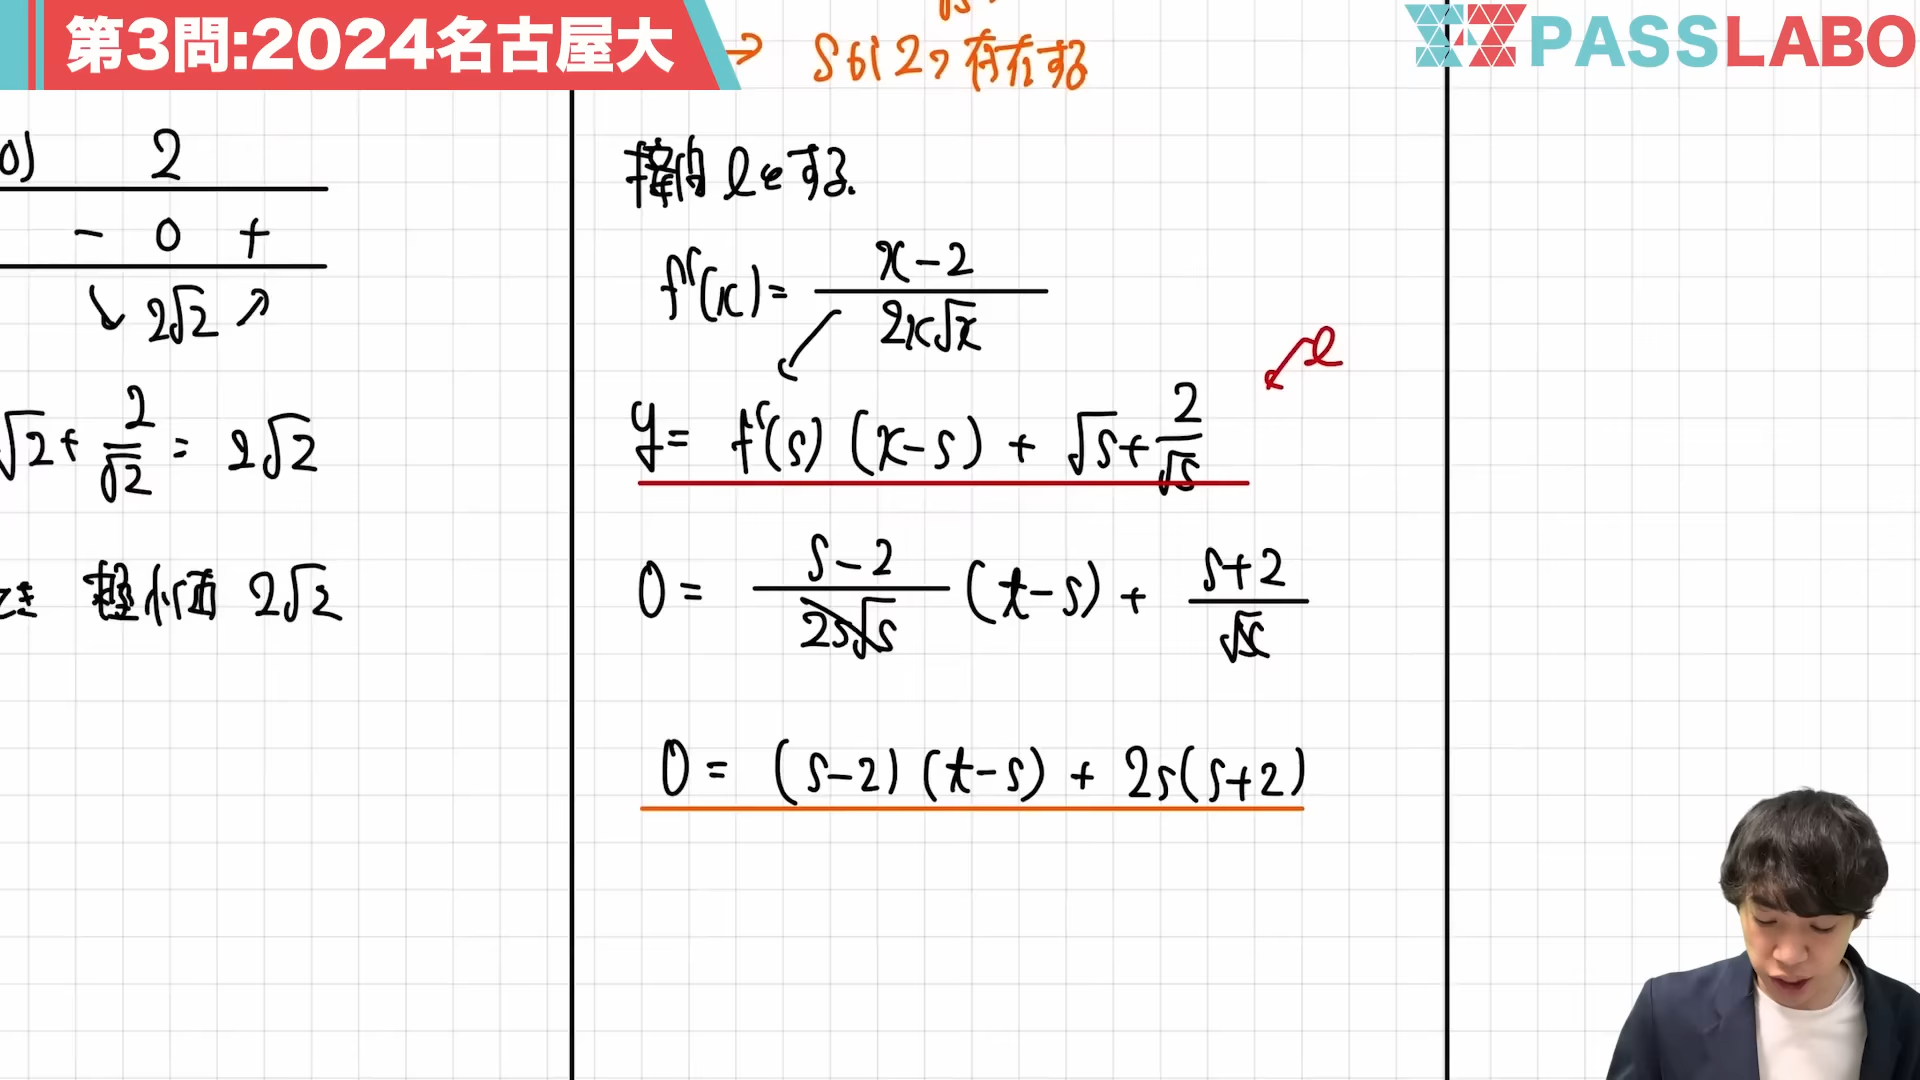 第3問:2024名古屋大
PASSLABO
→ sが2つ存在する
0) 2
- 0 +
↘ 2√2 ↗
√2 + 2/√2 = 2√2
とき 極小値 2√2
接線 ℓ とする.
f'(x) = (x-2)/(2x√x)
ℓ
y = f'(s)(x-s) + √s + 2/√s
0 = (s-2)/(2s√s) (t-s) + (s+2)/√s
0 = (s-2)(t-s) + 2s(s+2)